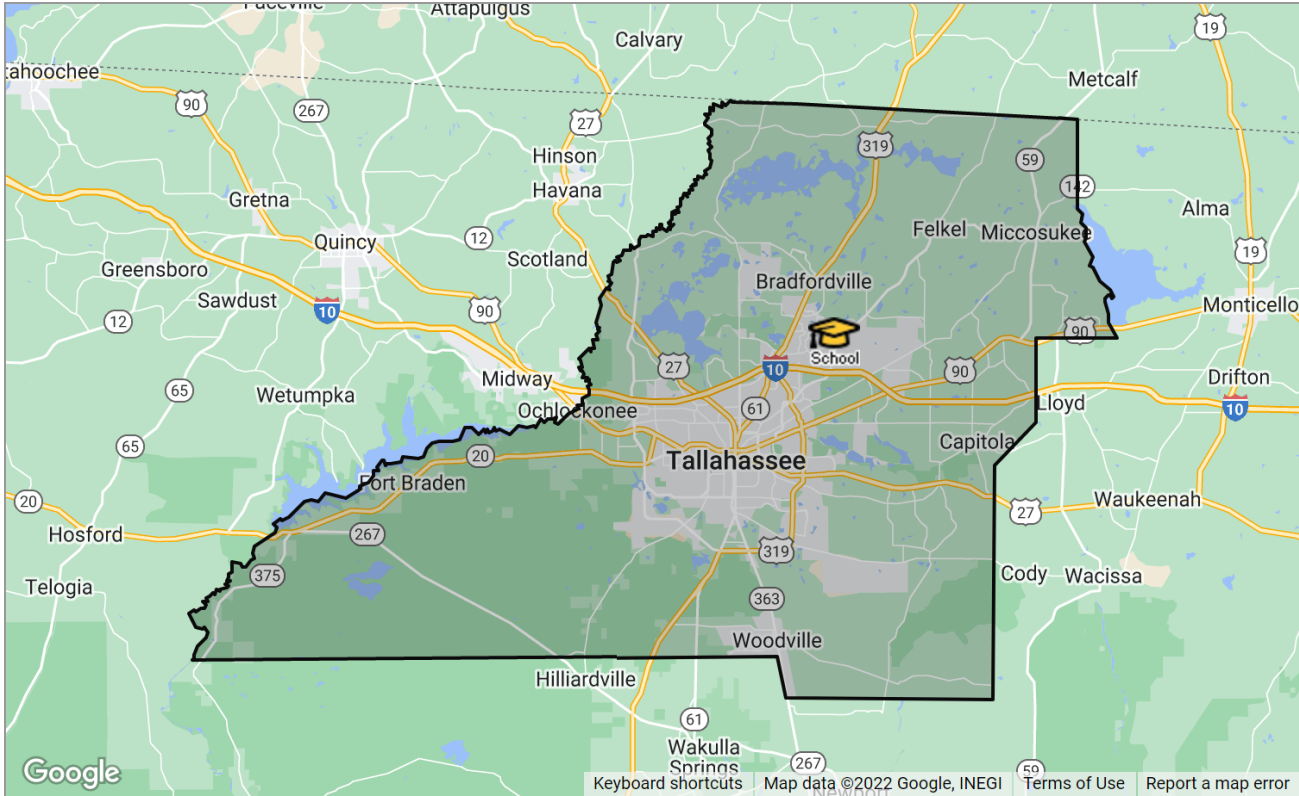 Faceville
Attapulgus
19
Calvary
tahoochee
Metcalf
90
267
27
319
59
Hinson
Havana
142
Gretna
Alma
Quincy
12
Felkel
Miccosukee
19
Scotland
Greensboro
Bradfordville
Sawdust
10
90
Monticello
12
90
School
27
10
90
Midway
Drifton
65
Wetumpka
Ochlockonee
61
Lloyd
10
65
20
Tallahassee
Capitola
Fort Braden
20
Waukeenah
27
Hosford
267
319
375
Cody
Wacissa
Telogia
363
Woodville
Hilliardville
61
Wakulla
Springs
267
59
Google
Keyboard shortcuts
Map data ©2022 Google, INEGI
Terms of Use
Report a map error
Newport